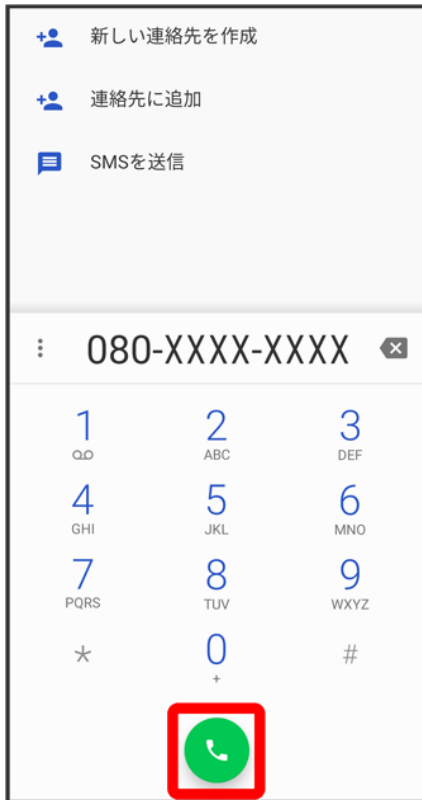 新しい連絡先を作成
連絡先に追加
SMSを送信
080-XXXX-XXXX
1 2 3
ABC DEF
4 5 6
GHI JKL MNO
7 8 9
PQRS TUV WXYZ
* 0 #
+